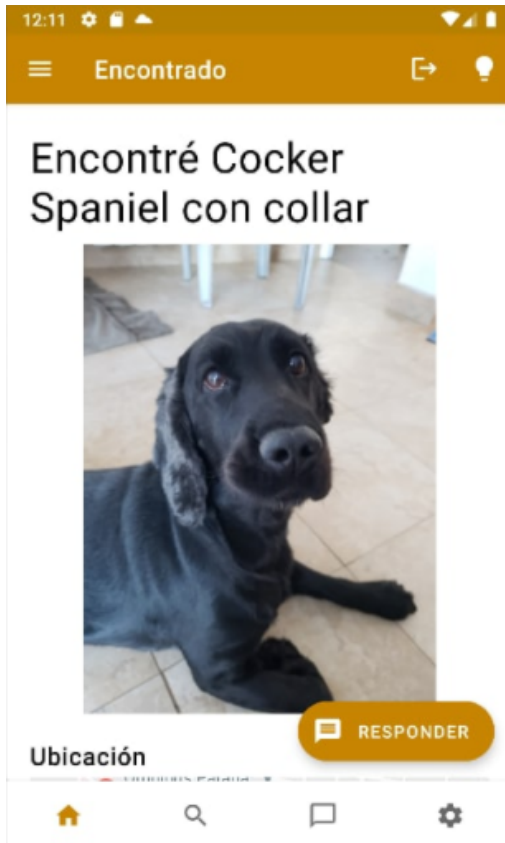 12:11
Encontrado
Encontré Cocker
Spaniel con collar
RESPONDER
Ubicación